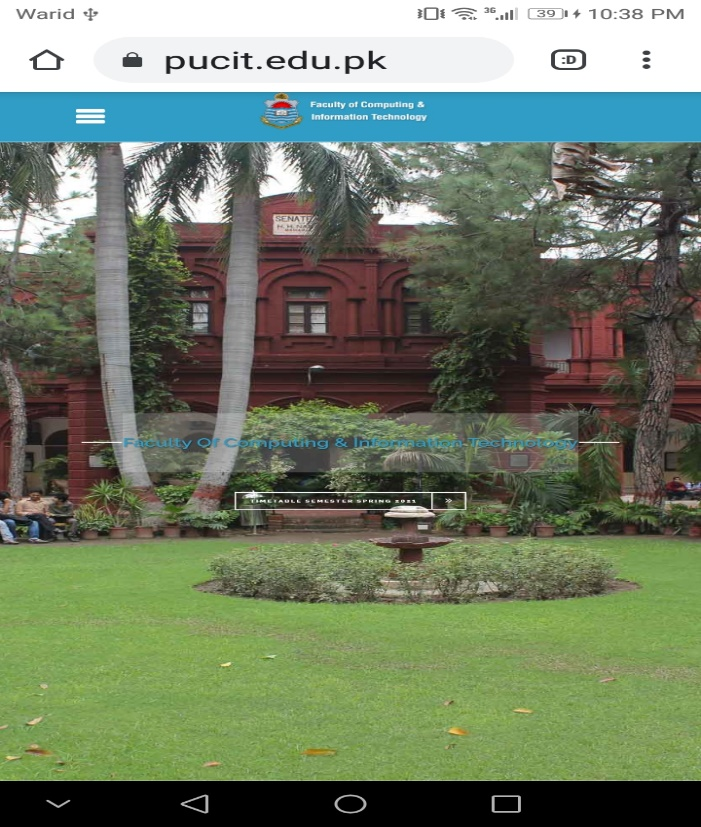 Warid
3G
39
10:38 PM
pucit.edu.pk
:D
Faculty of Computing &
Information Technology
SENATE
Faculty Of Computing & Information Technology
TIMETABLE SEMESTER SPRING 2021 »